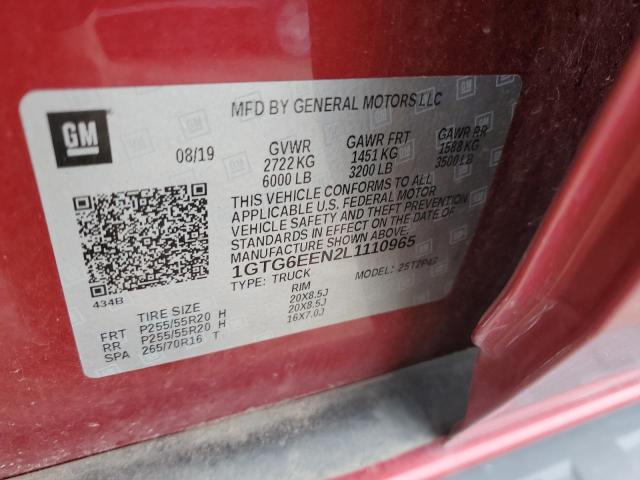 GM
MFD BY GENERAL MOTORS LLC
08/19
GVWR
2722 KG
6000 LB
GAWR FRT
1451 KG
3200 LB
GAWR RR
1588 KG
3500 LB
THIS VEHICLE CONFORMS TO ALL
APPLICABLE U.S. FEDERAL MOTOR
VEHICLE SAFETY AND THEFT PREVENTION
STANDARDS IN EFFECT ON THE DATE OF
MANUFACTURE SHOWN ABOVE.
1GTG6EEN2L1110965
TYPE: TRUCK
MODEL: 25T2P43
434B
TIRE SIZE
RIM
FRT P255/55R20 H 20X8.5J
RR P255/55R20 H 20X8.5J
SPA 265/70R16 T 16X7.0J